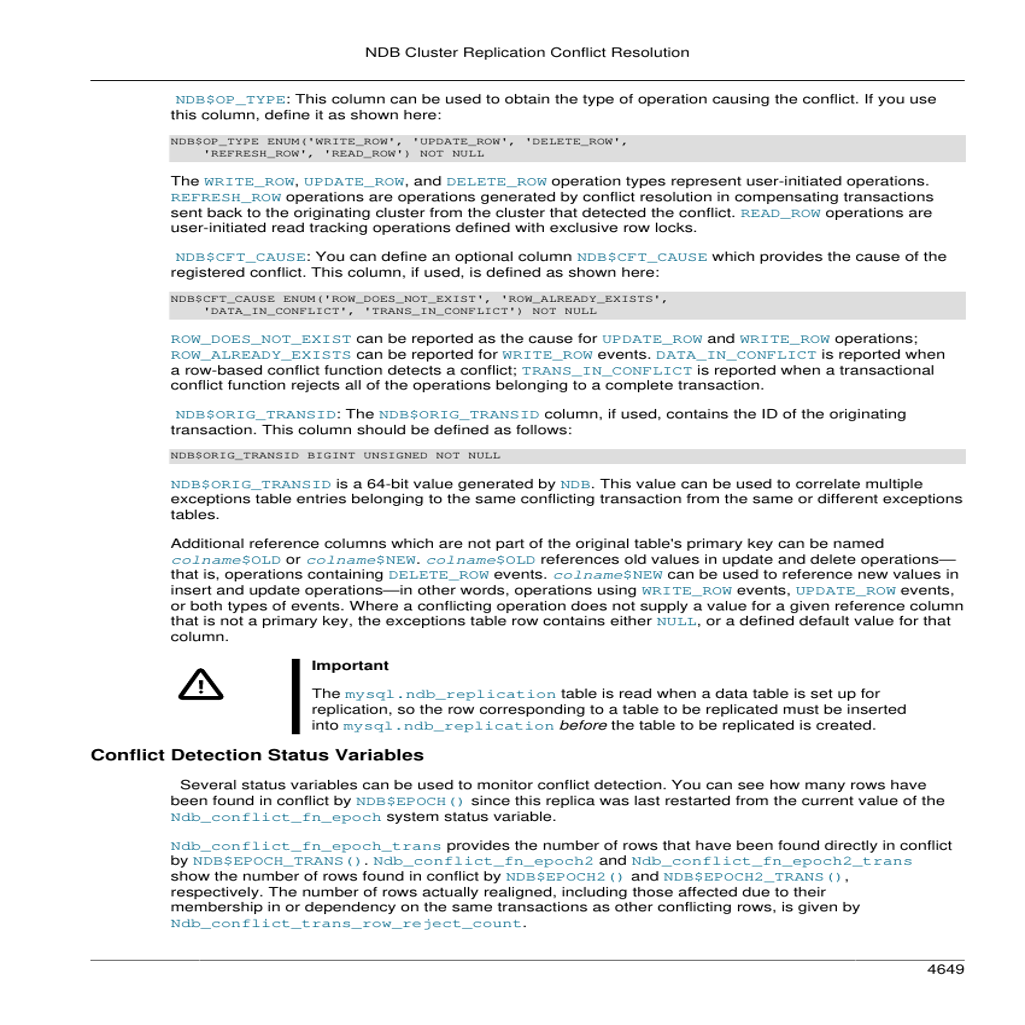 NDB Cluster Replication Conflict Resolution
NDB$OP_TYPE: This column can be used to obtain the type of operation causing the conflict. If you use
this column, define it as shown here:
NDB$OP_TYPE ENUM('WRITE_ROW', 'UPDATE_ROW', 'DELETE_ROW',
    'REFRESH_ROW', 'READ_ROW') NOT NULL
The WRITE_ROW, UPDATE_ROW, and DELETE_ROW operation types represent user-initiated operations.
REFRESH_ROW operations are operations generated by conflict resolution in compensating transactions
sent back to the originating cluster from the cluster that detected the conflict. READ_ROW operations are
user-initiated read tracking operations defined with exclusive row locks.
NDB$CFT_CAUSE: You can define an optional column NDB$CFT_CAUSE which provides the cause of the
registered conflict. This column, if used, is defined as shown here:
NDB$CFT_CAUSE ENUM('ROW_DOES_NOT_EXIST', 'ROW_ALREADY_EXISTS',
    'DATA_IN_CONFLICT', 'TRANS_IN_CONFLICT') NOT NULL
ROW_DOES_NOT_EXIST can be reported as the cause for UPDATE_ROW and WRITE_ROW operations;
ROW_ALREADY_EXISTS can be reported for WRITE_ROW events. DATA_IN_CONFLICT is reported when
a row-based conflict function detects a conflict; TRANS_IN_CONFLICT is reported when a transactional
conflict function rejects all of the operations belonging to a complete transaction.
NDB$ORIG_TRANSID: The NDB$ORIG_TRANSID column, if used, contains the ID of the originating
transaction. This column should be defined as follows:
NDB$ORIG_TRANSID BIGINT UNSIGNED NOT NULL
NDB$ORIG_TRANSID is a 64-bit value generated by NDB. This value can be used to correlate multiple
exceptions table entries belonging to the same conflicting transaction from the same or different exceptions
tables.
Additional reference columns which are not part of the original table's primary key can be named
colname$OLD or colname$NEW. colname$OLD references old values in update and delete operations—
that is, operations containing DELETE_ROW events. colname$NEW can be used to reference new values in
insert and update operations—in other words, operations using WRITE_ROW events, UPDATE_ROW events,
or both types of events. Where a conflicting operation does not supply a value for a given reference column
that is not a primary key, the exceptions table row contains either NULL, or a defined default value for that
column.
Important
The mysql.ndb_replication table is read when a data table is set up for
replication, so the row corresponding to a table to be replicated must be inserted
into mysql.ndb_replication before the table to be replicated is created.
Conflict Detection Status Variables
Several status variables can be used to monitor conflict detection. You can see how many rows have
been found in conflict by NDB$EPOCH() since this replica was last restarted from the current value of the
Ndb_conflict_fn_epoch system status variable.
Ndb_conflict_fn_epoch_trans provides the number of rows that have been found directly in conflict
by NDB$EPOCH_TRANS(). Ndb_conflict_fn_epoch2 and Ndb_conflict_fn_epoch2_trans
show the number of rows found in conflict by NDB$EPOCH2() and NDB$EPOCH2_TRANS(),
respectively. The number of rows actually realigned, including those affected due to their
membership in or dependency on the same transactions as other conflicting rows, is given by
Ndb_conflict_trans_row_reject_count.
4649